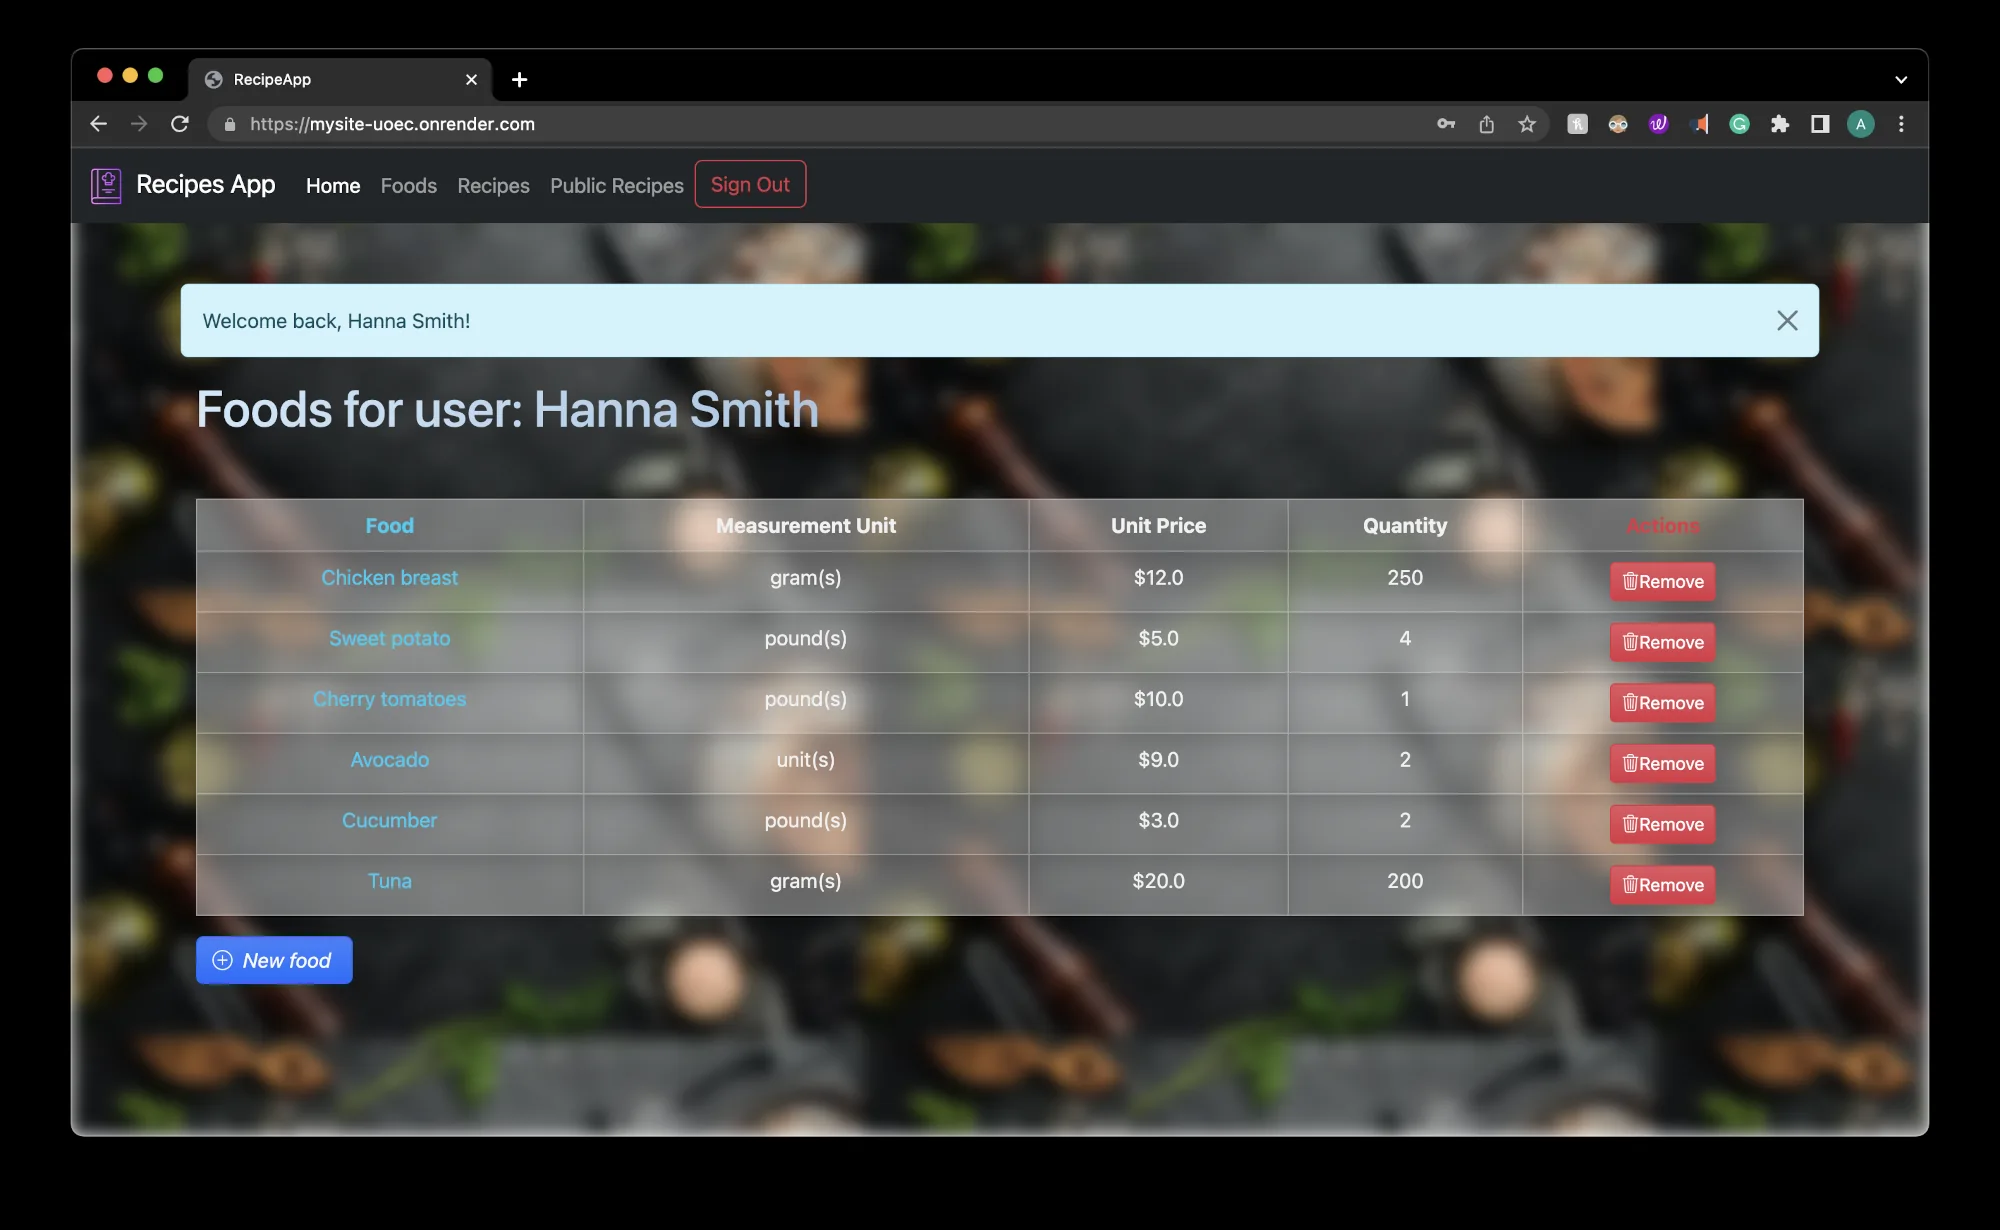 RecipeApp
https://mysite-uoec.onrender.com
A
Recipes App Home Foods Recipes Public Recipes Sign Out
Welcome back, Hanna Smith!
Foods for user: Hanna Smith
Food Measurement Unit Unit Price Quantity Actions
Chicken breast gram(s) $12.0 250 Remove
Sweet potato pound(s) $5.0 4 Remove
Cherry tomatoes pound(s) $10.0 1 Remove
Avocado unit(s) $9.0 2 Remove
Cucumber pound(s) $3.0 2 Remove
Tuna gram(s) $20.0 200 Remove
New food